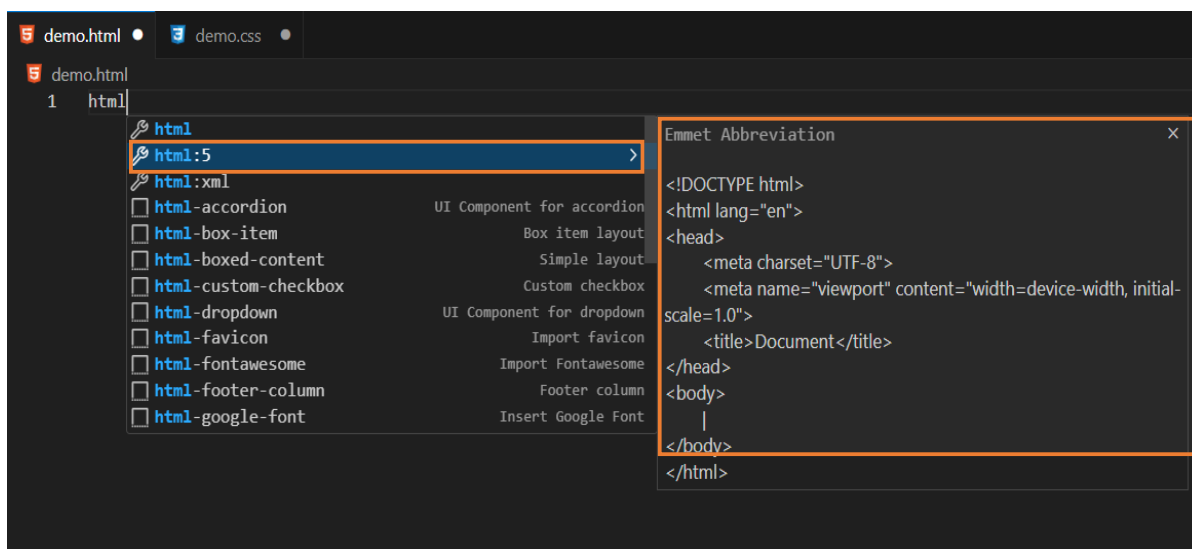 demo.html
demo.css
demo.html
1 html
html
html:5
html:xml
html-accordion UI Component for accordion
html-box-item Box item layout
html-boxed-content Simple layout
html-custom-checkbox Custom checkbox
html-dropdown UI Component for dropdown
html-favicon Import favicon
html-fontawesome Import Fontawesome
html-footer-column Footer column
html-google-font Insert Google Font
Emmet Abbreviation
<!DOCTYPE html>
<html lang="en">
<head>
<meta charset="UTF-8">
<meta name="viewport" content="width=device-width, initial-
scale=1.0">
<title>Document</title>
</head>
<body>
|
</body>
</html>